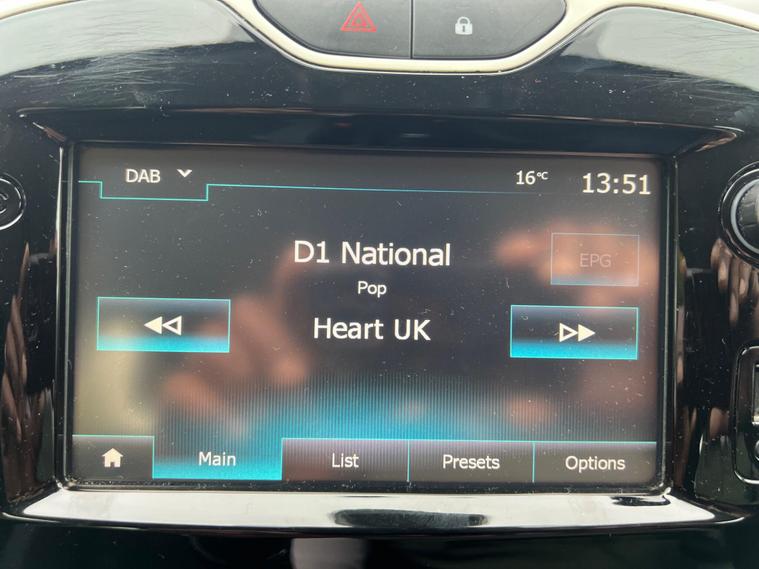 DAB
16°C
13:51
D1 National
EPG
Pop
Heart UK
Main
List
Presets
Options